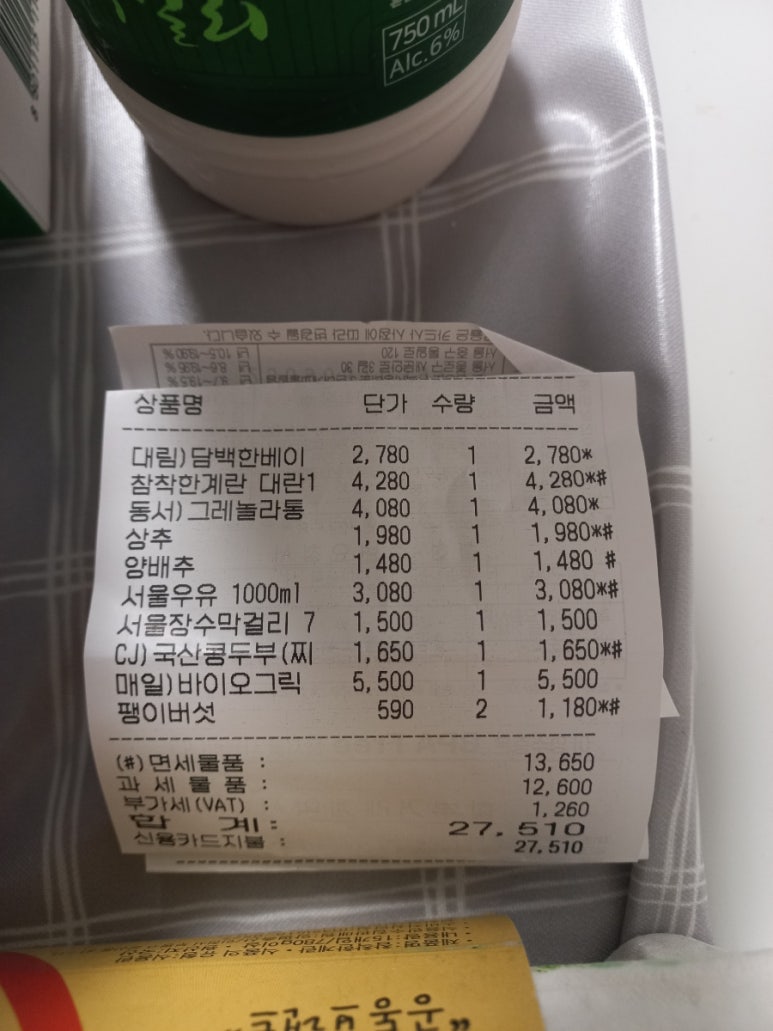 750 mL
Alc. 6%
상품명 단가 수량 금액
대림)담백한베이 2,780 1 2,780*
참착한계란 대란1 4,280 1 4,280*#
동서)그레놀라통 4,080 1 4,080*
상추 1,980 1 1,980*#
양배추 1,480 1 1,480 #
서울우유 1000ml 3,080 1 3,080*#
서울장수막걸리 7 1,500 1 1,500
CJ)국산콩두부(찌 1,650 1 1,650*#
매일)바이오그릭 5,500 1 5,500
팽이버섯 590 2 1,180*#
(#)면세물품 : 13,650
과 세 물 품 : 12,600
부가세(VAT) : 1,260
합 계: 27,510
신용카드지불 : 27,510